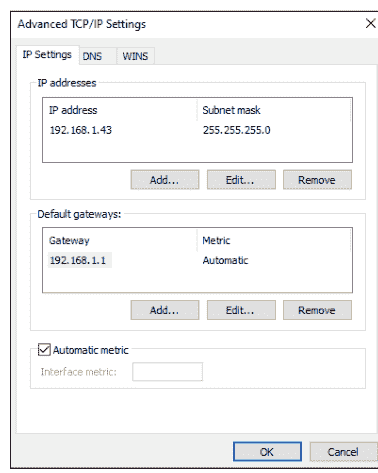 Advanced TCP/IP Settings
IP Settings DNS WINS
IP addresses
IP address Subnet mask
192.168.1.43 255.255.255.0
Add... Edit... Remove
Default gateways:
Gateway Metric
192.168.1.1 Automatic
Add... Edit... Remove
Automatic metric
Interface metric:
OK Cancel